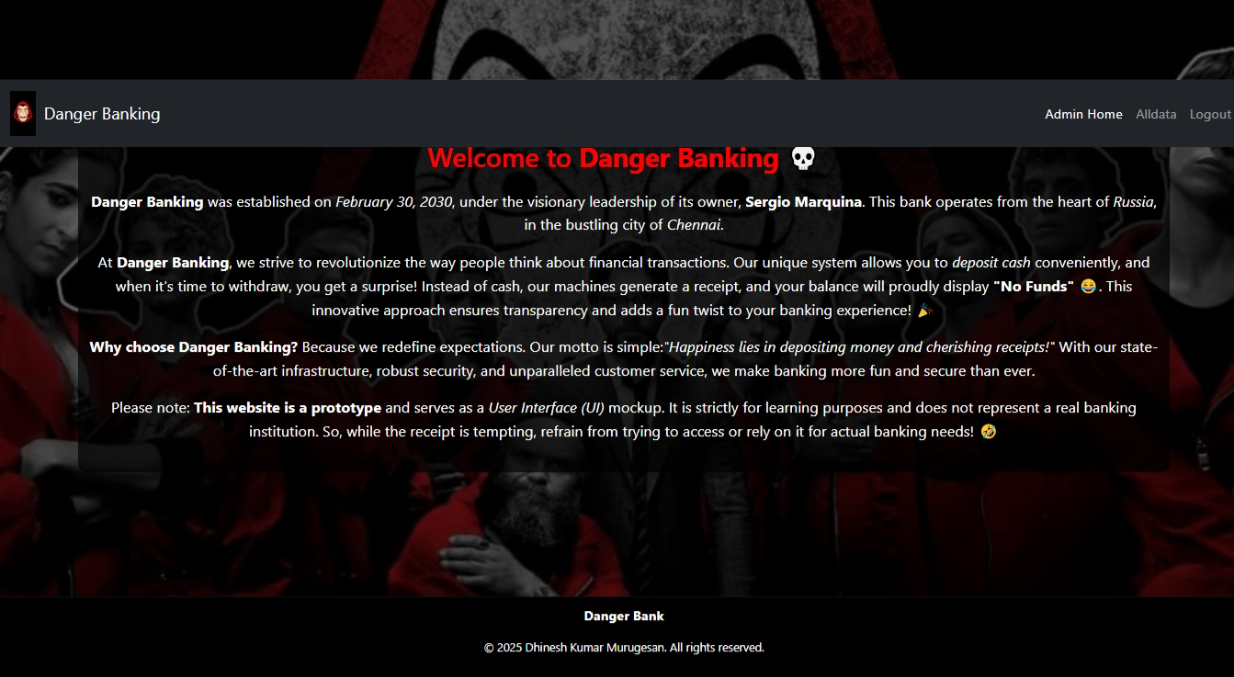 Danger Banking
Admin Home Alldata Logout
Welcome to Danger Banking 💀
Danger Banking was established on February 30, 2030, under the visionary leadership of its owner, Sergio Marquina. This bank operates from the heart of Russia,
in the bustling city of Chennai.
At Danger Banking, we strive to revolutionize the way people think about financial transactions. Our unique system allows you to deposit cash conveniently, and
when it's time to withdraw, you get a surprise! Instead of cash, our machines generate a receipt, and your balance will proudly display "No Funds" 😂. This
innovative approach ensures transparency and adds a fun twist to your banking experience! 🎉
Why choose Danger Banking? Because we redefine expectations. Our motto is simple:"Happiness lies in depositing money and cherishing receipts!" With our state-
of-the-art infrastructure, robust security, and unparalleled customer service, we make banking more fun and secure than ever.
Please note: This website is a prototype and serves as a User Interface (UI) mockup. It is strictly for learning purposes and does not represent a real banking
institution. So, while the receipt is tempting, refrain from trying to access or rely on it for actual banking needs! 🤣
Danger Bank
© 2025 Dhinesh Kumar Murugesan. All rights reserved.